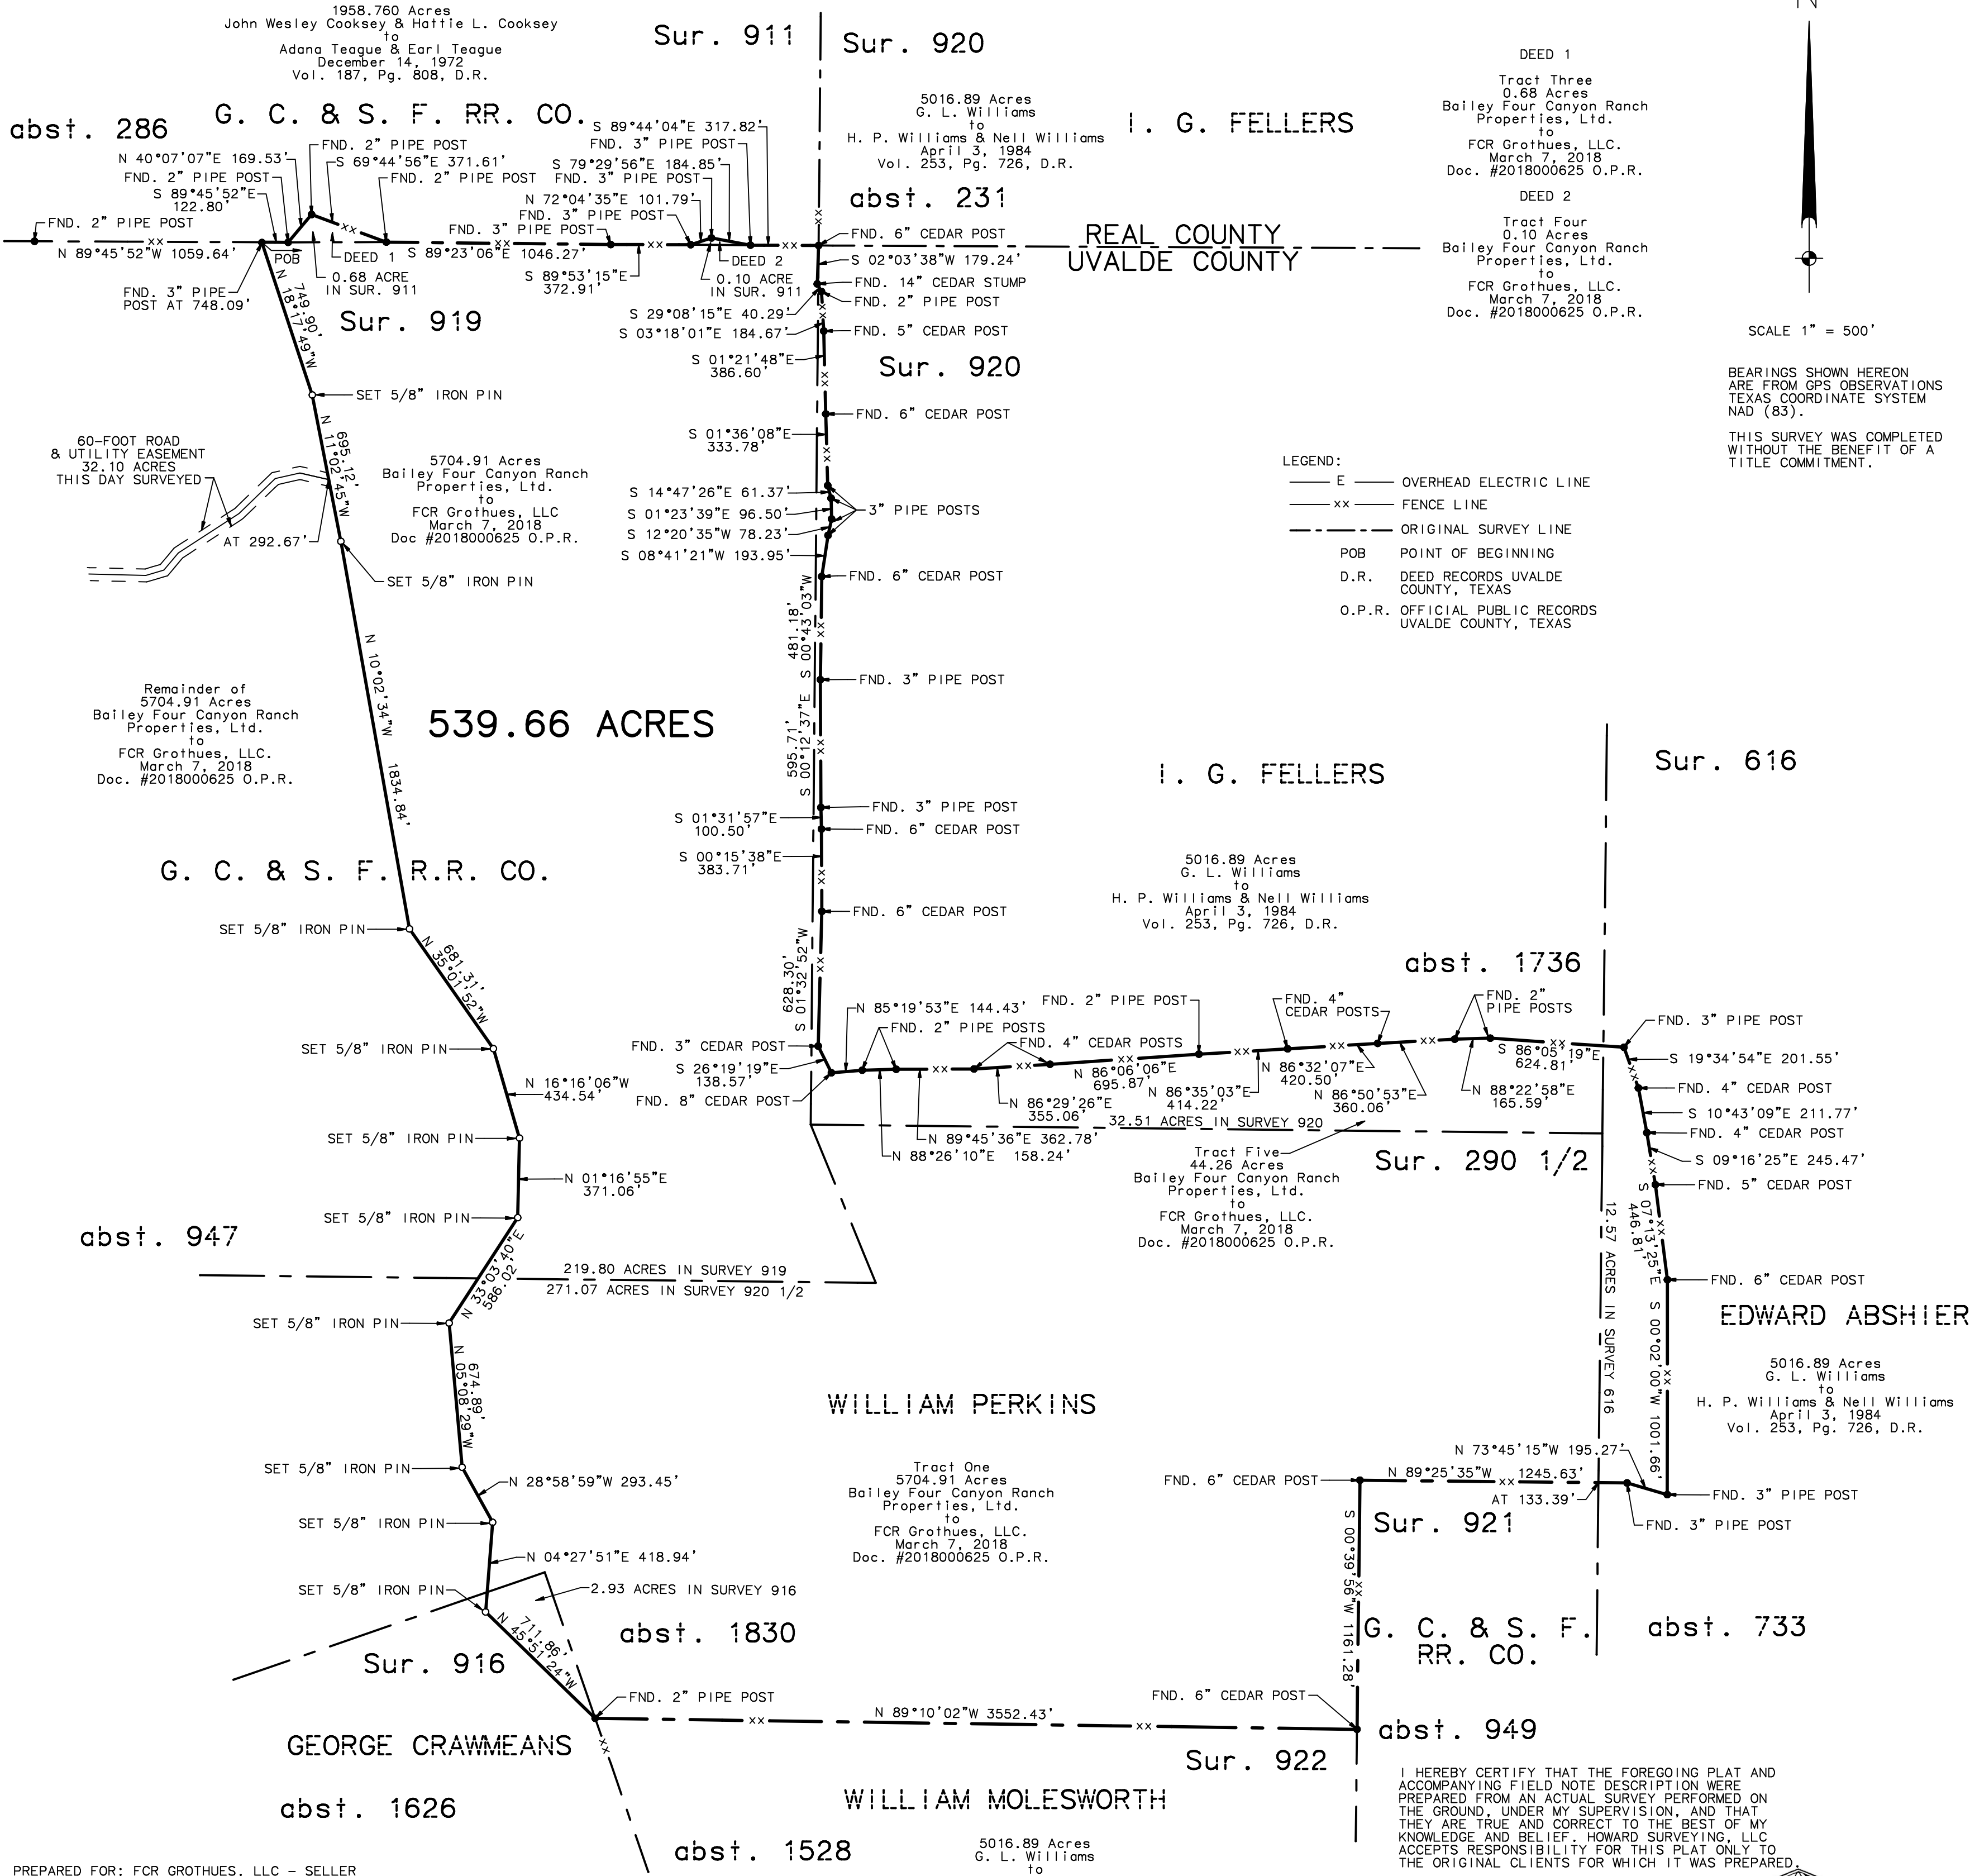 1958.760 Acres
John Wesley Cooksey & Hattie L. Cooksey
to
Adana Teague & Earl Teague
December 14, 1972
Vol. 187, Pg. 808, D.R.
Sur. 911
Sur. 920
N
abst. 286
G. C. & S. F. RR. CO.
5016.89 Acres
G. L. Williams
to
H. P. Williams & Nell Williams
April 3, 1984
Vol. 253, Pg. 726, D.R.
I. G. FELLERS
abst. 231
DEED 1
Tract Three
0.68 Acres
Bailey Four Canyon Ranch
Properties, Ltd.
to
FCR Grothues, LLC.
March 7, 2018
Doc. #2018000625 O.P.R.
DEED 2
Tract Four
0.10 Acres
Bailey Four Canyon Ranch
Properties, Ltd.
to
FCR Grothues, LLC.
March 7, 2018
Doc. #2018000625 O.P.R.
S 89°44'04"E 317.82'
FND. 3" PIPE POST
FND. 2" PIPE POST
N 40°07'07"E 169.53'
S 69°44'56"E 371.61'
S 79°29'56"E 184.85'
FND. 2" PIPE POST
FND. 2" PIPE POST
FND. 3" PIPE POST
S 89°45'52"E
122.80'
N 72°04'35"E 101.79'
FND. 3" PIPE POST
FND. 2" PIPE POST
FND. 3" PIPE POST
FND. 6" CEDAR POST
REAL COUNTY
UVALDE COUNTY
N 89°45'52"W 1059.64'
POB
DEED 1
S 89°23'06"E 1046.27'
DEED 2
S 02°03'38"W 179.24'
0.68 ACRE
IN SUR. 911
S 89°53'15"E
372.91'
0.10 ACRE
IN SUR. 911
FND. 3" PIPE
POST AT 748.09'
FND. 14" CEDAR STUMP
FND. 2" PIPE POST
749.90'
N 18°17'49"W
Sur. 919
S 29°08'15"E 40.29'
S 03°18'01"E 184.67'
FND. 5" CEDAR POST
SCALE 1" = 500'
S 01°21'48"E
386.60'
Sur. 920
BEARINGS SHOWN HEREON
ARE FROM GPS OBSERVATIONS
TEXAS COORDINATE SYSTEM
NAD (83).
THIS SURVEY WAS COMPLETED
WITHOUT THE BENEFIT OF A
TITLE COMMITMENT.
SET 5/8" IRON PIN
FND. 6" CEDAR POST
60-FOOT ROAD
& UTILITY EASEMENT
32.10 ACRES
THIS DAY SURVEYED
695.12'
N 11°02'45"W
S 01°36'08"E
333.78'
5704.91 Acres
Bailey Four Canyon Ranch
Properties, Ltd.
to
FCR Grothues, LLC
March 7, 2018
Doc #2018000625 O.P.R.
LEGEND:
E OVERHEAD ELECTRIC LINE
xx FENCE LINE
ORIGINAL SURVEY LINE
POB POINT OF BEGINNING
D.R. DEED RECORDS UVALDE
COUNTY, TEXAS
O.P.R. OFFICIAL PUBLIC RECORDS
UVALDE COUNTY, TEXAS
S 14°47'26"E 61.37'
S 01°23'39"E 96.50'
3" PIPE POSTS
S 12°20'35"W 78.23'
AT 292.67'
S 08°41'21"W 193.95'
SET 5/8" IRON PIN
FND. 6" CEDAR POST
481.18'
S 00°43'03"W
N 10°02'34"W
1834.84'
FND. 3" PIPE POST
Remainder of
5704.91 Acres
Bailey Four Canyon Ranch
Properties, Ltd.
to
FCR Grothues, LLC.
March 7, 2018
Doc. #2018000625 O.P.R.
539.66 ACRES
595.71'
S 00°12'37"E
I. G. FELLERS
Sur. 616
FND. 3" PIPE POST
S 01°31'57"E
100.50'
FND. 6" CEDAR POST
S 00°15'38"E
383.71'
G. C. & S. F. R.R. CO.
5016.89 Acres
G. L. Williams
to
H. P. Williams & Nell Williams
April 3, 1984
Vol. 253, Pg. 726, D.R.
FND. 6" CEDAR POST
SET 5/8" IRON PIN
681.31'
N 35°01'52"W
628.30'
S 01°32'52"W
abst. 1736
FND. 2" PIPE POST
FND. 4"
CEDAR POSTS
FND. 2"
PIPE POSTS
N 85°19'53"E 144.43'
FND. 2" PIPE POSTS
FND. 4" CEDAR POSTS
FND. 3" PIPE POST
SET 5/8" IRON PIN
FND. 3" CEDAR POST
S 26°19'19"E
138.57'
FND. 8" CEDAR POST
S 86°05'19"E
624.81'
S 19°34'54"E 201.55'
N 86°06'06"E
695.87'
N 86°32'07"E
420.50'
N 86°35'03"E
414.22'
N 86°50'53"E
360.06'
N 88°22'58"E
165.59'
FND. 4" CEDAR POST
N 16°16'06"W
434.54'
N 86°29'26"E
355.06'
32.51 ACRES IN SURVEY 920
S 10°43'09"E 211.77'
SET 5/8" IRON PIN
N 89°45'36"E 362.78'
N 88°26'10"E 158.24'
FND. 4" CEDAR POST
Tract Five
44.26 Acres
Bailey Four Canyon Ranch
Properties, Ltd.
to
FCR Grothues, LLC.
March 7, 2018
Doc. #2018000625 O.P.R.
Sur. 290 1/2
S 09°16'25"E 245.47'
N 01°16'55"E
371.06'
FND. 5" CEDAR POST
SET 5/8" IRON PIN
S 07°13'25"E
446.81'
12.57 ACRES IN SURVEY 616
abst. 947
N 33°03'40"E
586.02'
219.80 ACRES IN SURVEY 919
271.07 ACRES IN SURVEY 920 1/2
FND. 6" CEDAR POST
SET 5/8" IRON PIN
S 00°02'00"W 1001.66'
EDWARD ABSHIER
5016.89 Acres
G. L. Williams
to
H. P. Williams & Nell Williams
April 3, 1984
Vol. 253, Pg. 726, D.R.
674.89'
N 05°08'29"W
WILLIAM PERKINS
N 73°45'15"W 195.27'
SET 5/8" IRON PIN
N 28°58'59"W 293.45'
Tract One
5704.91 Acres
Bailey Four Canyon Ranch
Properties, Ltd.
to
FCR Grothues, LLC.
March 7, 2018
Doc. #2018000625 O.P.R.
FND. 6" CEDAR POST
N 89°25'35"W 1245.63'
AT 133.39'
FND. 3" PIPE POST
FND. 3" PIPE POST
Sur. 921
SET 5/8" IRON PIN
N 04°27'51"E 418.94'
S 00°39'56"W 1161.28'
SET 5/8" IRON PIN
2.93 ACRES IN SURVEY 916
711.86'
N 45°51'24"W
abst. 1830
G. C. & S. F.
RR. CO.
abst. 733
Sur. 916
FND. 2" PIPE POST
FND. 6" CEDAR POST
N 89°10'02"W 3552.43'
abst. 949
GEORGE CRAWMEANS
Sur. 922
abst. 1626
WILLIAM MOLESWORTH
I HEREBY CERTIFY THAT THE FOREGOING PLAT AND
ACCOMPANYING FIELD NOTE DESCRIPTION WERE
PREPARED FROM AN ACTUAL SURVEY PERFORMED ON
THE GROUND, UNDER MY SUPERVISION, AND THAT
THEY ARE TRUE AND CORRECT TO THE BEST OF MY
KNOWLEDGE AND BELIEF. HOWARD SURVEYING, LLC
ACCEPTS RESPONSIBILITY FOR THIS PLAT ONLY TO
THE ORIGINAL CLIENTS FOR WHICH IT WAS PREPARED.
abst. 1528
5016.89 Acres
G. L. Williams
to
PREPARED FOR: FCR GROTHUES, LLC - SELLER